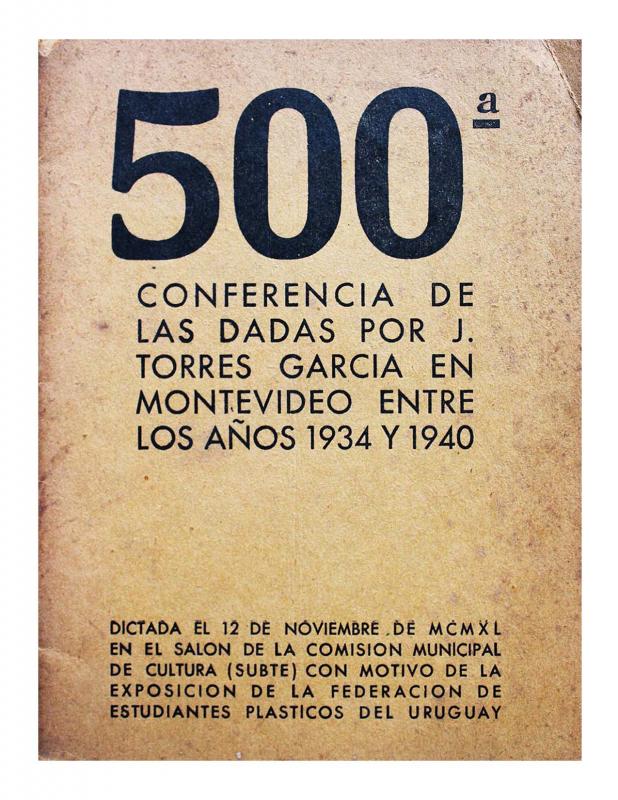 500ª
CONFERENCIA DE
LAS DADAS POR J.
TORRES GARCIA EN
MONTEVIDEO ENTRE
LOS AÑOS 1934 Y 1940
DICTADA EL 12 DE NOVIEMBRE DE MCMXL
EN EL SALON DE LA COMISION MUNICIPAL
DE CULTURA (SUBTE) CON MOTIVO DE LA
EXPOSICION DE LA FEDERACION DE
ESTUDIANTES PLASTICOS DEL URUGUAY